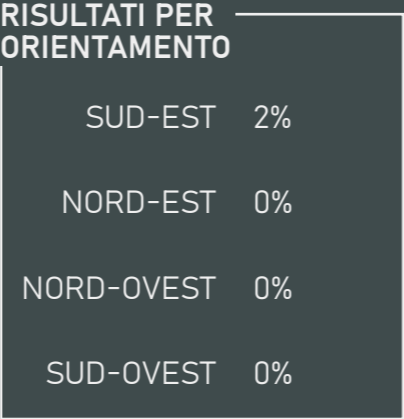 RISULTATI PER
ORIENTAMENTO
SUD-EST 2%
NORD-EST 0%
NORD-OVEST 0%
SUD-OVEST 0%